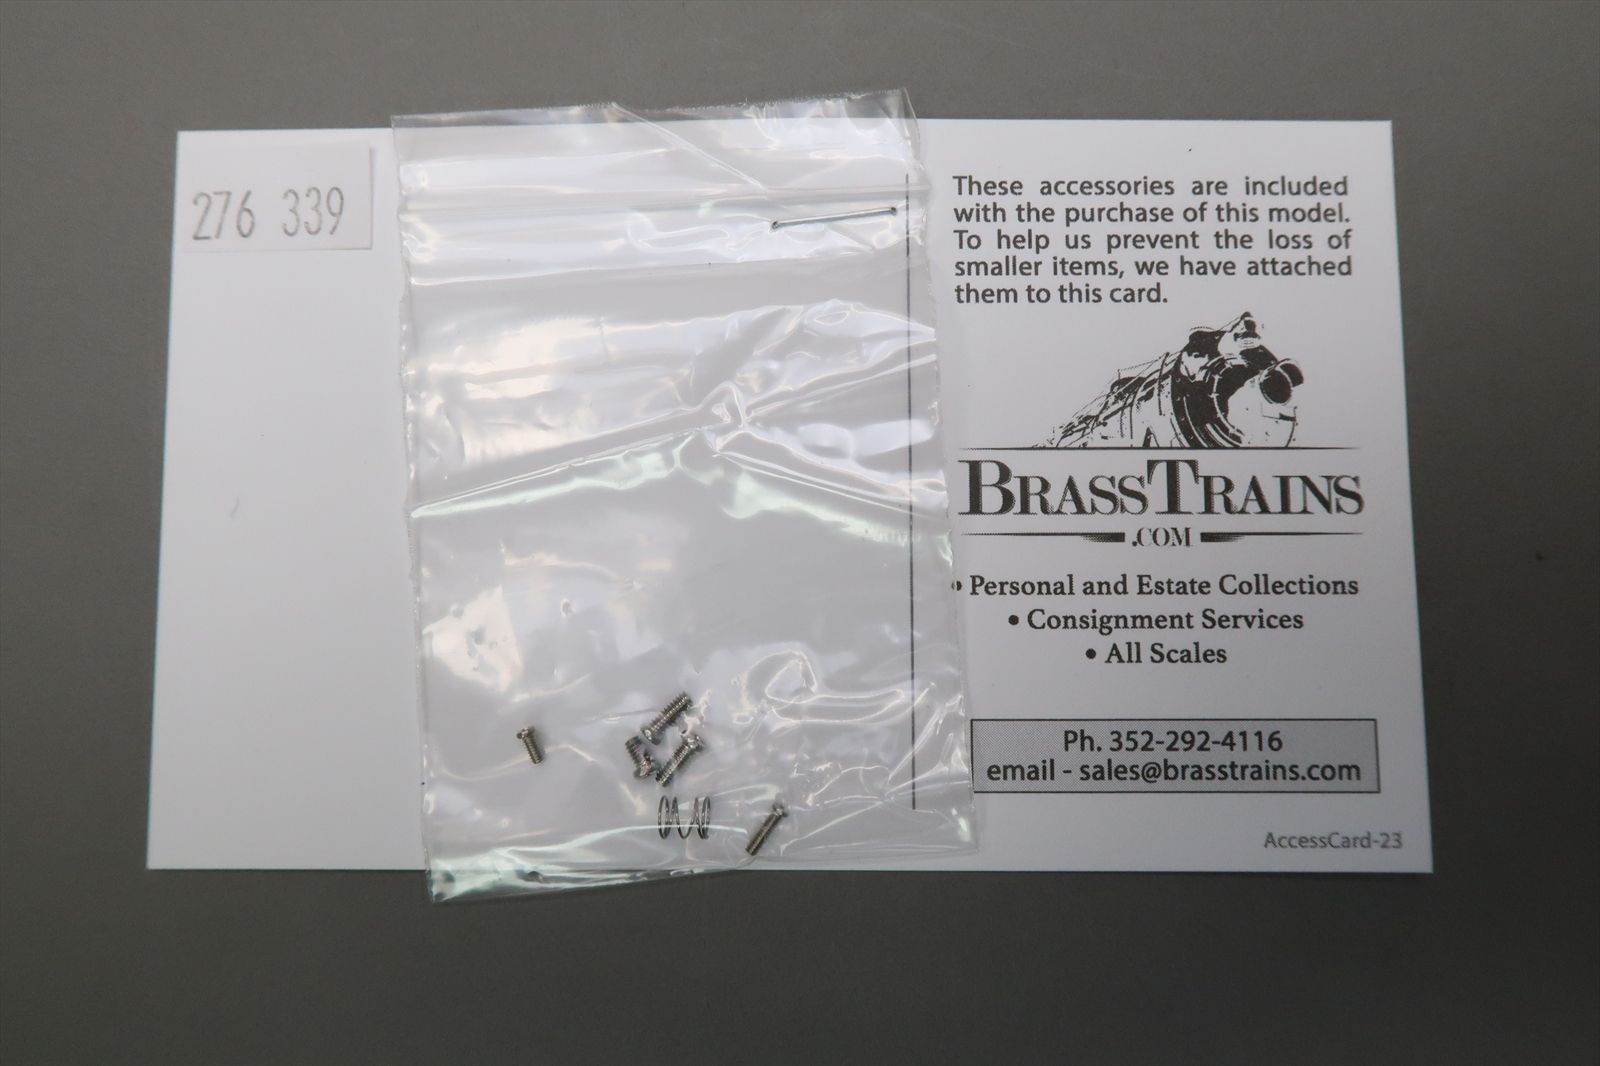 276 339
These accessories are included
with the purchase of this model.
To help us prevent the loss of
smaller items, we have attached
them to this card.
BRASSTRAINS
.COM
• Personal and Estate Collections
• Consignment Services
• All Scales
Ph. 352-292-4116
email - sales@brasstrains.com
AccessCard-23